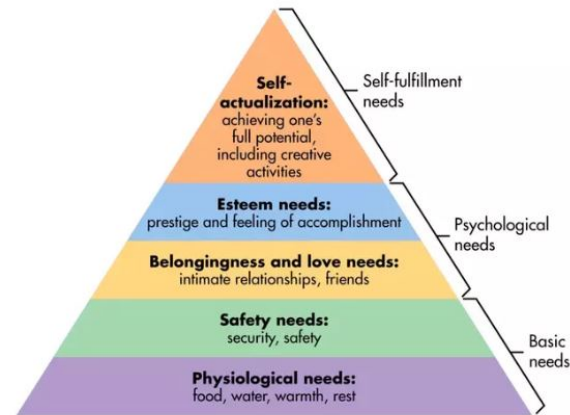 Self-
actualization:
achieving one's
full potential,
including creative
activities
Self-fulfillment
needs
Esteem needs:
prestige and feeling of accomplishment
Belongingness and love needs:
intimate relationships, friends
Psychological
needs
Safety needs:
security, safety
Physiological needs:
food, water, warmth, rest
Basic
needs